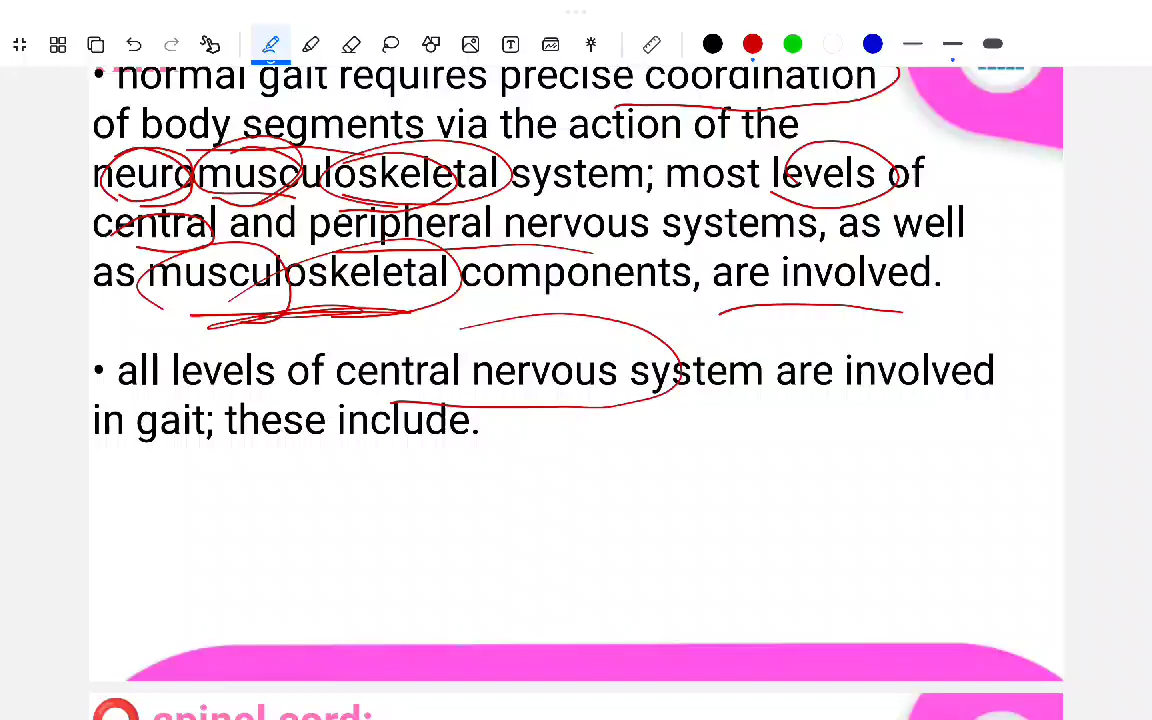 • normal gait requires precise coordination
of body segments via the action of the
neuromusculoskeletal system; most levels of
central and peripheral nervous systems, as well
as musculoskeletal components, are involved.
• all levels of central nervous system are involved
in gait; these include.
spinal cord: